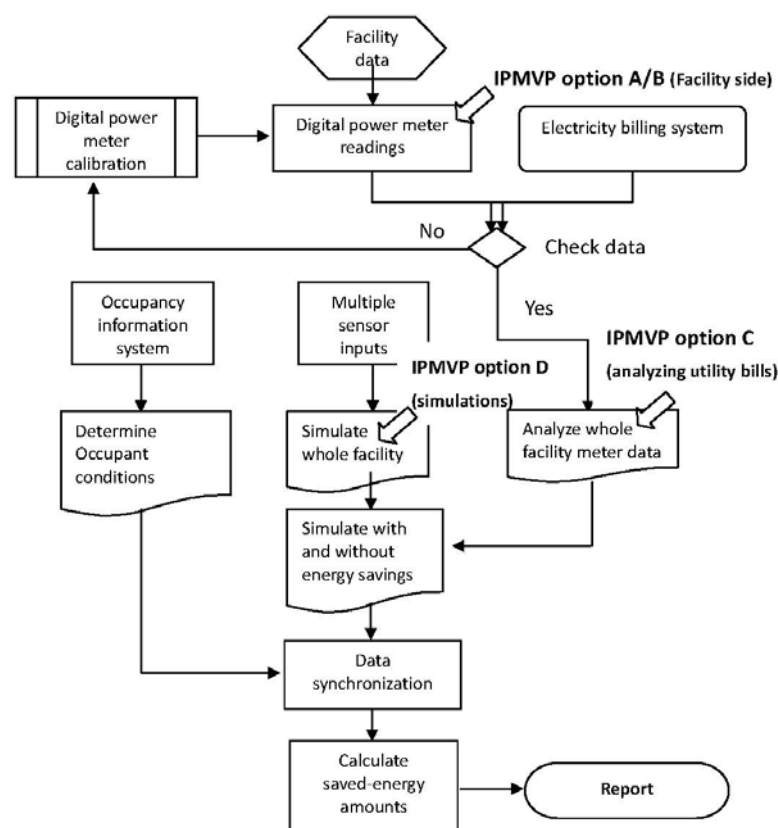 Facility
data
IPMVP option A/B (Facility side)
Digital power
meter
calibration
Digital power meter
readings
Electricity billing system
No
Check data
Occupancy
information
system
Multiple
sensor
inputs
Yes
IPMVP option C
(analyzing utility bills)
IPMVP option D
(simulations)
Determine
Occupant
conditions
Simulate
whole facility
Analyze whole
facility meter data
Simulate with
and without
energy savings
Data
synchronization
Calculate
saved-energy
amounts
Report